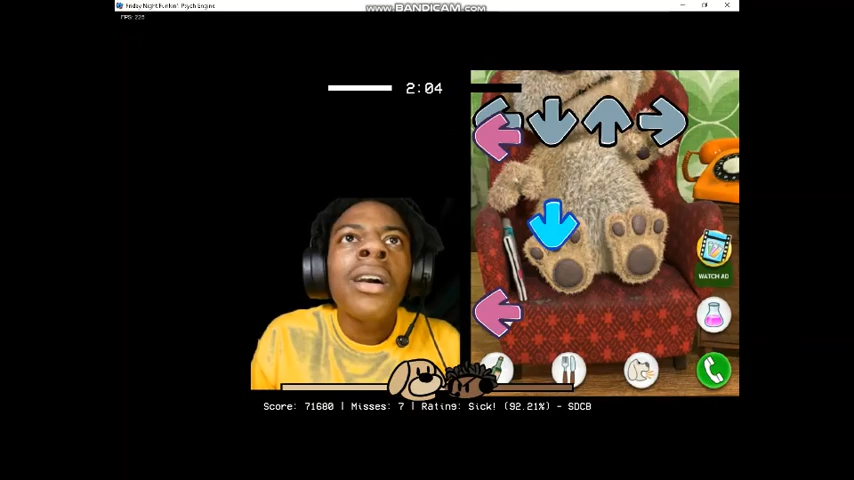 Friday Night Funkin': Psych Engine
www.BANDICAM.com
FPS: 225
2:04
WATCH AD
Score: 71680 | Misses: 7 | Rating: Sick! (92.21%) - SDCB